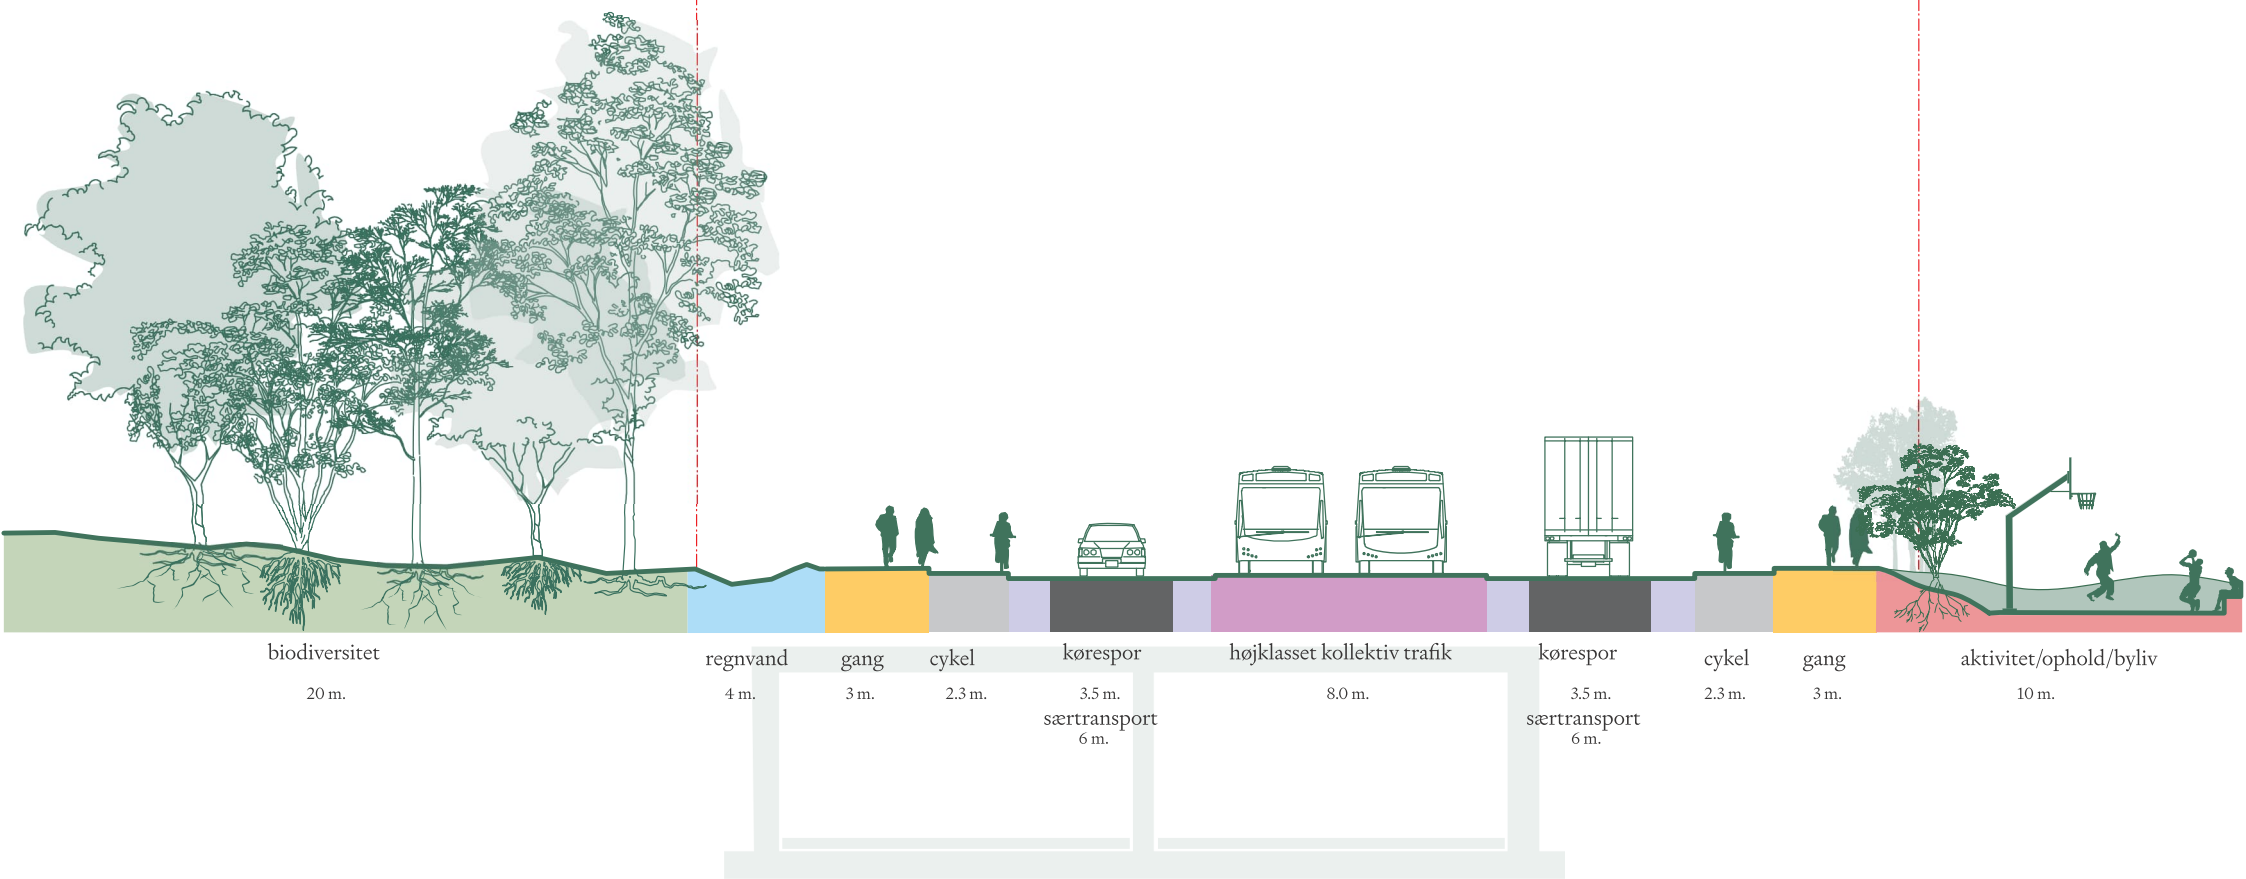 biodiversitet
20 m.
regnvand
4 m.
gang
3 m.
cykel
2.3 m.
kørespor
3.5 m.
særtransport
6 m.
højklasset kollektiv trafik
8.0 m.
kørespor
3.5 m.
særtransport
6 m.
cykel
2.3 m.
gang
3 m.
aktivitet/ophold/byliv
10 m.